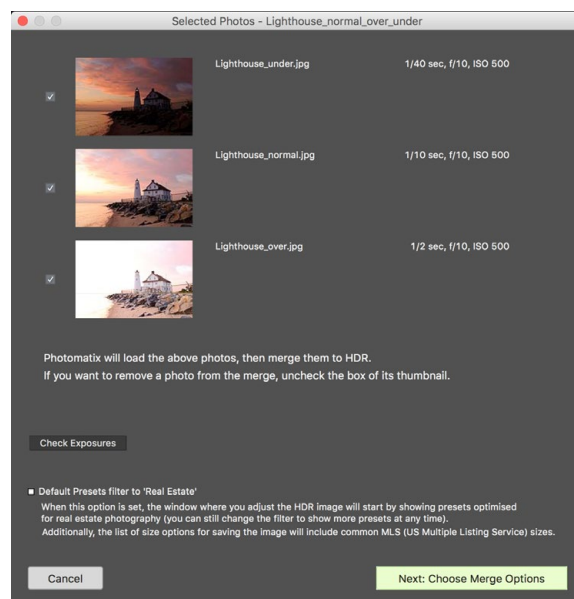 Selected Photos - Lighthouse_normal_over_under
Lighthouse_under.jpg 1/40 sec, f/10, ISO 500
Lighthouse_normal.jpg 1/10 sec, f/10, ISO 500
Lighthouse_over.jpg 1/2 sec, f/10, ISO 500
Photomatix will load the above photos, then merge them to HDR.
If you want to remove a photo from the merge, uncheck the box of its thumbnail.
Check Exposures
Default Presets filter to 'Real Estate'
When this option is set, the window where you adjust the HDR image will start by showing presets optimised
for real estate photography (you can still change the filter to show more presets at any time).
Additionally, the list of size options for saving the image will include common MLS (US Multiple Listing Service) sizes.
Cancel Next: Choose Merge Options